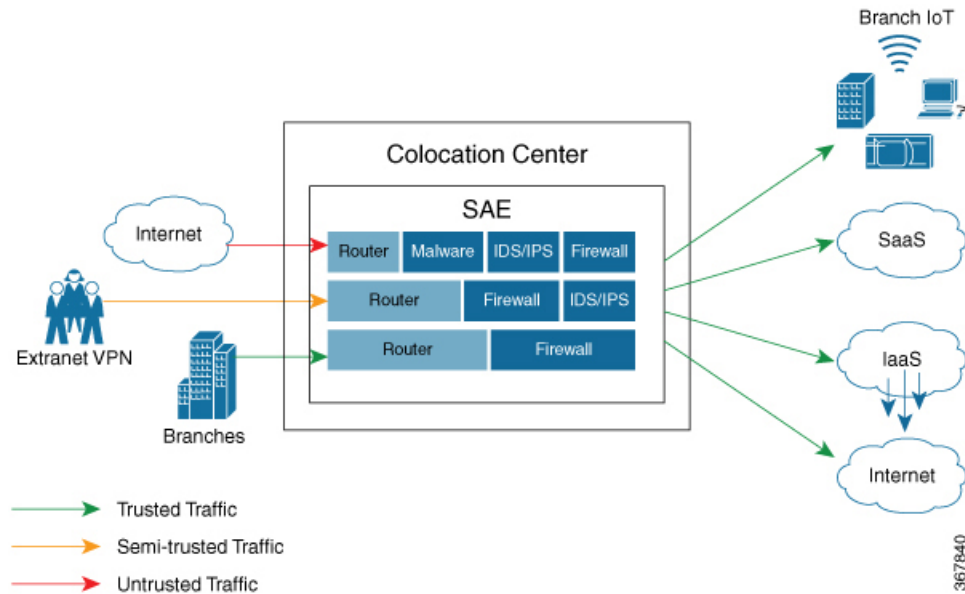 Branch IoT
?
Colocation Center
SAE
Internet
Router Malware IDS/IPS Firewall
SaaS
Router Firewall IDS/IPS
Extranet VPN
Router Firewall
IaaS
Branches
Internet
Trusted Traffic
Semi-trusted Traffic
Untrusted Traffic
367840